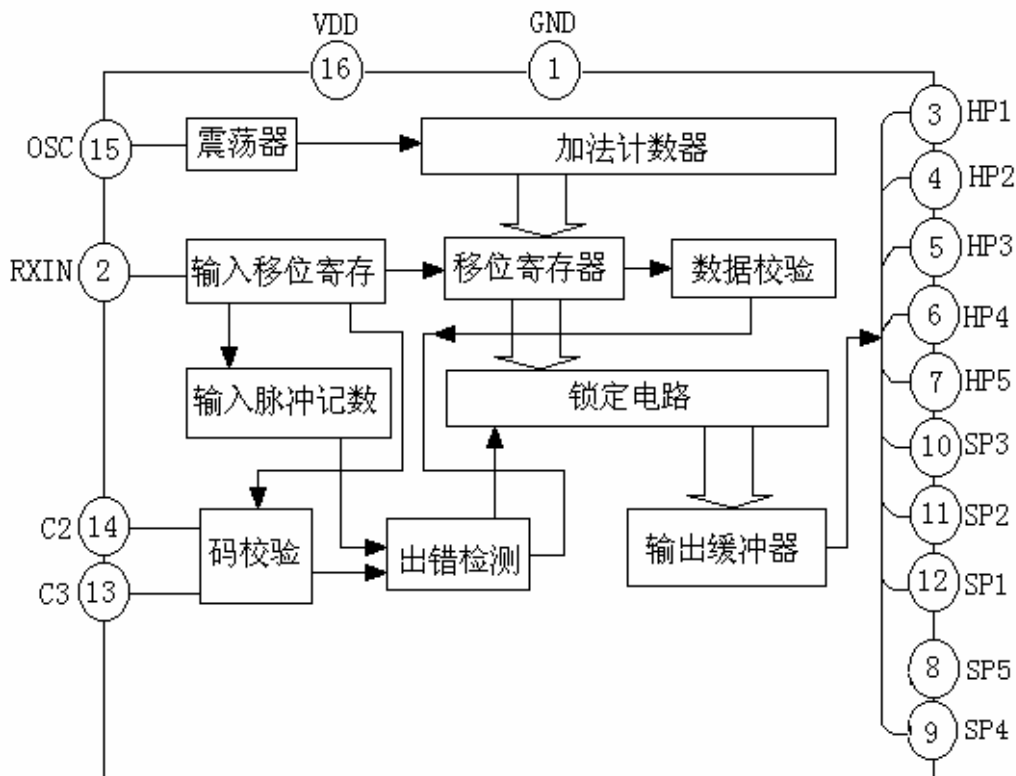 VDD
GND
16
1
OSC
15
震荡器
加法计数器
3
HP1
4
HP2
RXIN
2
输入移位寄存
移位寄存器
数据校验
5
HP3
6
HP4
输入脉冲记数
锁定电路
7
HP5
10
SP3
C2
14
码校验
出错检测
输出缓冲器
11
SP2
C3
13
12
SP1
8
SP5
9
SP4